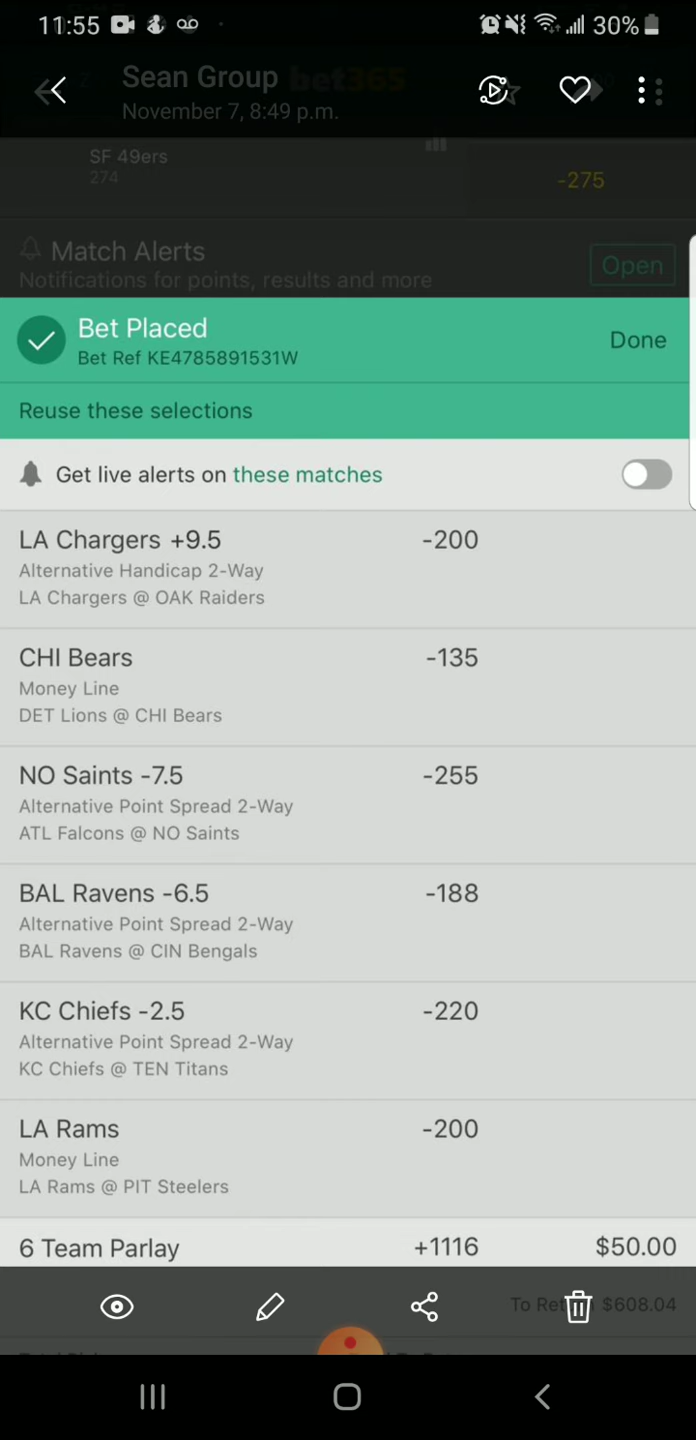 11:55
30%
Sean Group
bet365
November 7, 8:49 p.m.
SF 49ers
274
-275
Match Alerts
Notifications for points, results and more
Open
Bet Placed
Bet Ref KE4785891531W
Done
Reuse these selections
Get live alerts on these matches
LA Chargers +9.5 -200
Alternative Handicap 2-Way
LA Chargers @ OAK Raiders
CHI Bears -135
Money Line
DET Lions @ CHI Bears
NO Saints -7.5 -255
Alternative Point Spread 2-Way
ATL Falcons @ NO Saints
BAL Ravens -6.5 -188
Alternative Point Spread 2-Way
BAL Ravens @ CIN Bengals
KC Chiefs -2.5 -220
Alternative Point Spread 2-Way
KC Chiefs @ TEN Titans
LA Rams -200
Money Line
LA Rams @ PIT Steelers
6 Team Parlay +1116 $50.00
To $608.04